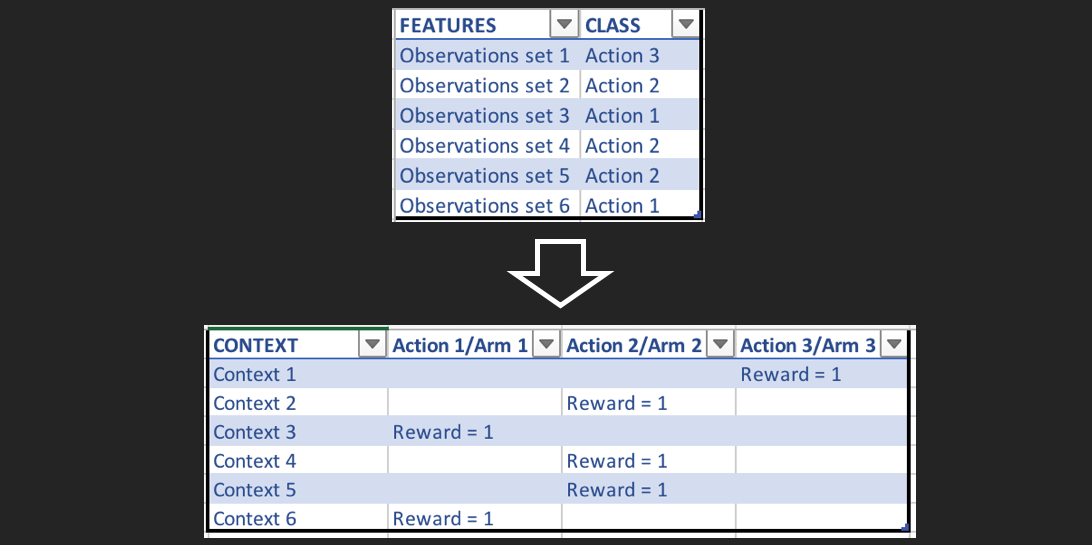 FEATURES CLASS
Observations set 1 Action 3
Observations set 2 Action 2
Observations set 3 Action 1
Observations set 4 Action 2
Observations set 5 Action 2
Observations set 6 Action 1
CONTEXT Action 1/Arm 1 Action 2/Arm 2 Action 3/Arm 3
Context 1 Reward = 1
Context 2 Reward = 1
Context 3 Reward = 1
Context 4 Reward = 1
Context 5 Reward = 1
Context 6 Reward = 1